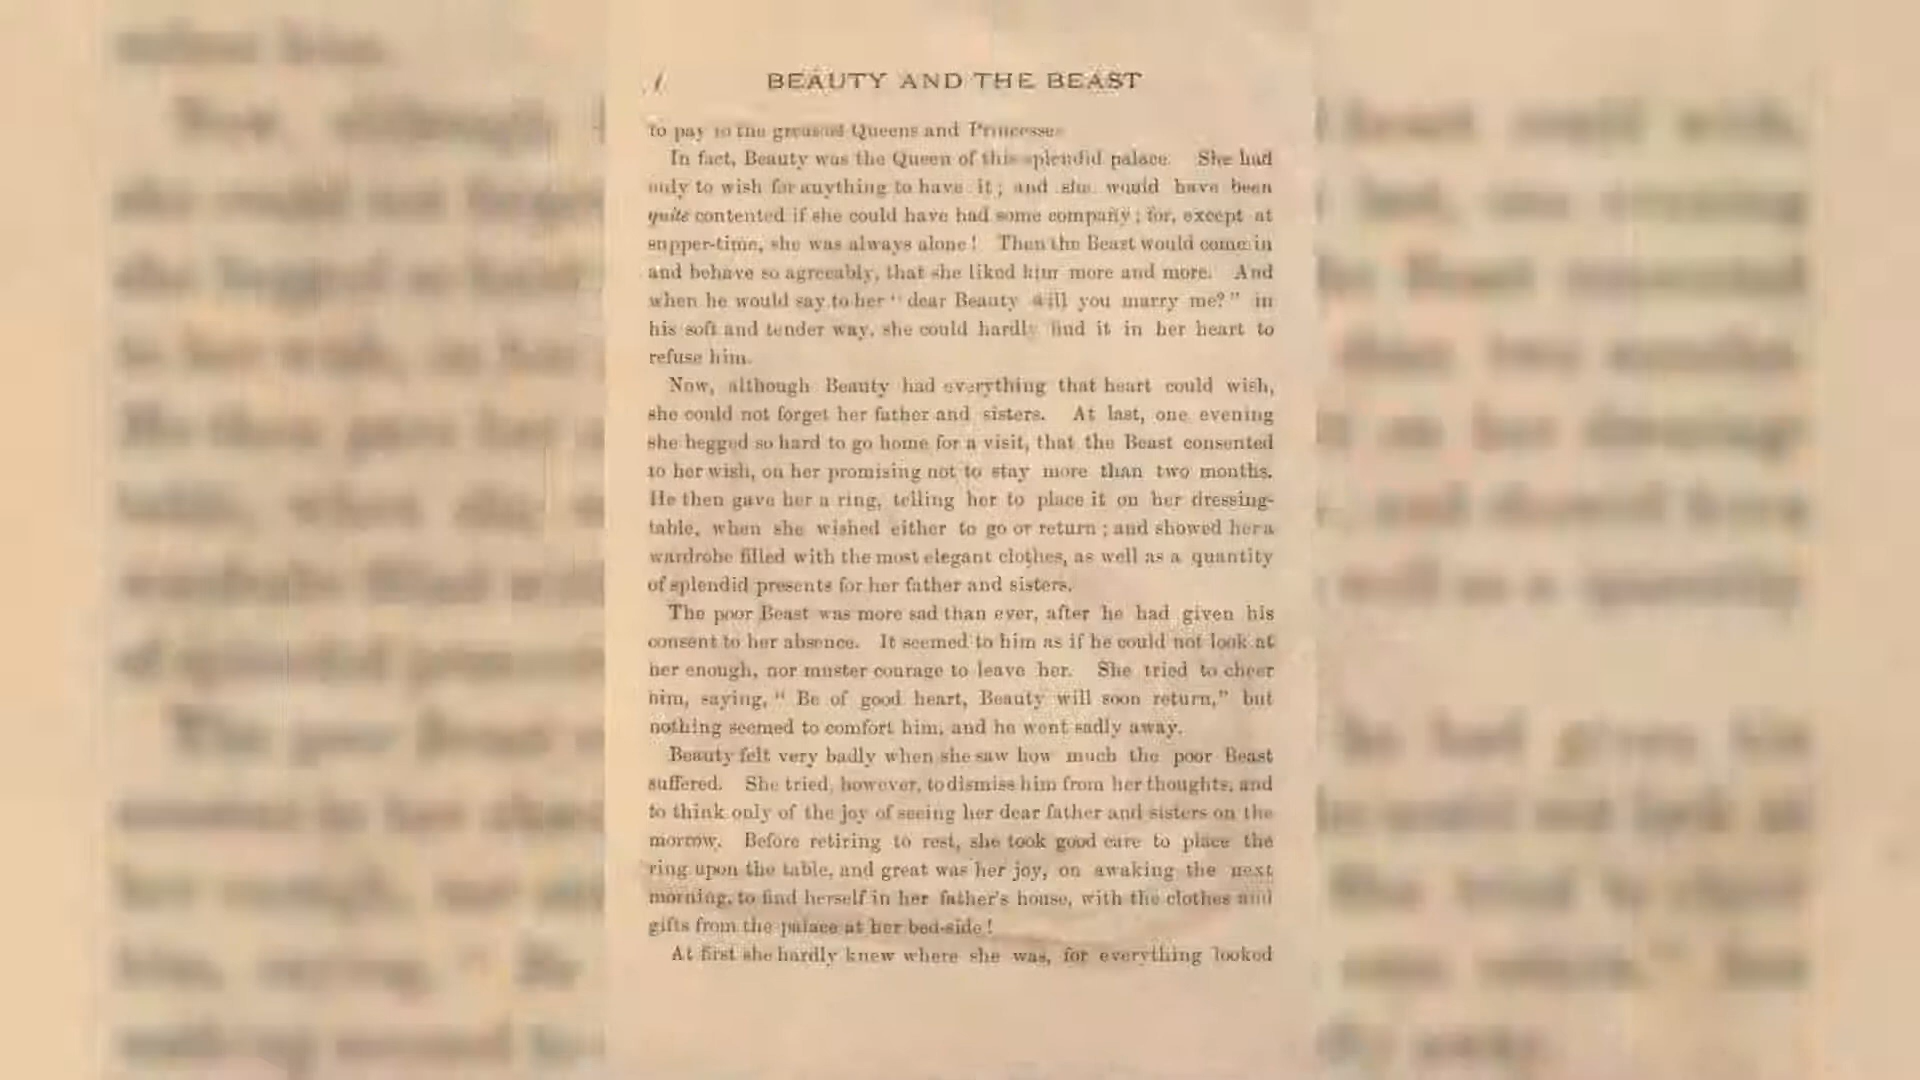 BEAUTY AND THE BEAST
to pay to the greatest Queens and Princesses
In fact, Beauty was the Queen of this splendid palace. She had
only to wish for anything to have it; and she would have been
quite contented if she could have had some company; for, except at
supper-time, she was always alone! Then the Beast would come in
and behave so agreeably, that she liked him more and more. And
when he would say to her “dear Beauty will you marry me?” in
his soft and tender way, she could hardly find it in her heart to
refuse him.
Now, although Beauty had everything that heart could wish,
she could not forget her father and sisters. At last, one evening
she begged so hard to go home for a visit, that the Beast consented
to her wish, on her promising not to stay more than two months.
He then gave her a ring, telling her to place it on her dressing-
table, when she wished either to go or return; and showed her a
wardrobe filled with the most elegant clothes, as well as a quantity
of splendid presents for her father and sisters.
The poor Beast was more sad than ever, after he had given his
consent to her absence. It seemed to him as if he could not look at
her enough, nor muster courage to leave her. She tried to cheer
him, saying, “Be of good heart, Beauty will soon return,” but
nothing seemed to comfort him, and he went sadly away.
Beauty felt very badly when she saw how much the poor Beast
suffered. She tried, however, to dismiss him from her thoughts, and
to think only of the joy of seeing her dear father and sisters on the
morrow. Before retiring to rest, she took good care to place the
ring upon the table, and great was her joy, on awaking the next
morning, to find herself in her father's house, with the clothes and
gifts from the palace at her bed-side!
At first she hardly knew where she was, for everything looked